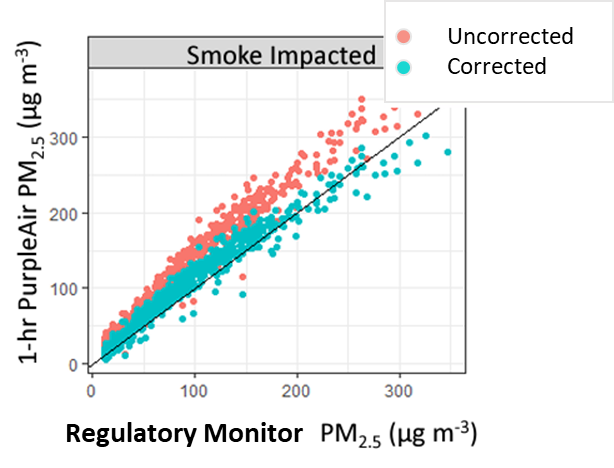 Uncorrected
Corrected
Smoke Impacted
1-hr PurpleAir PM2.5 (µg m-3)
300
200
100
0
0 100 200 300
Regulatory Monitor PM2.5 (µg m-3)